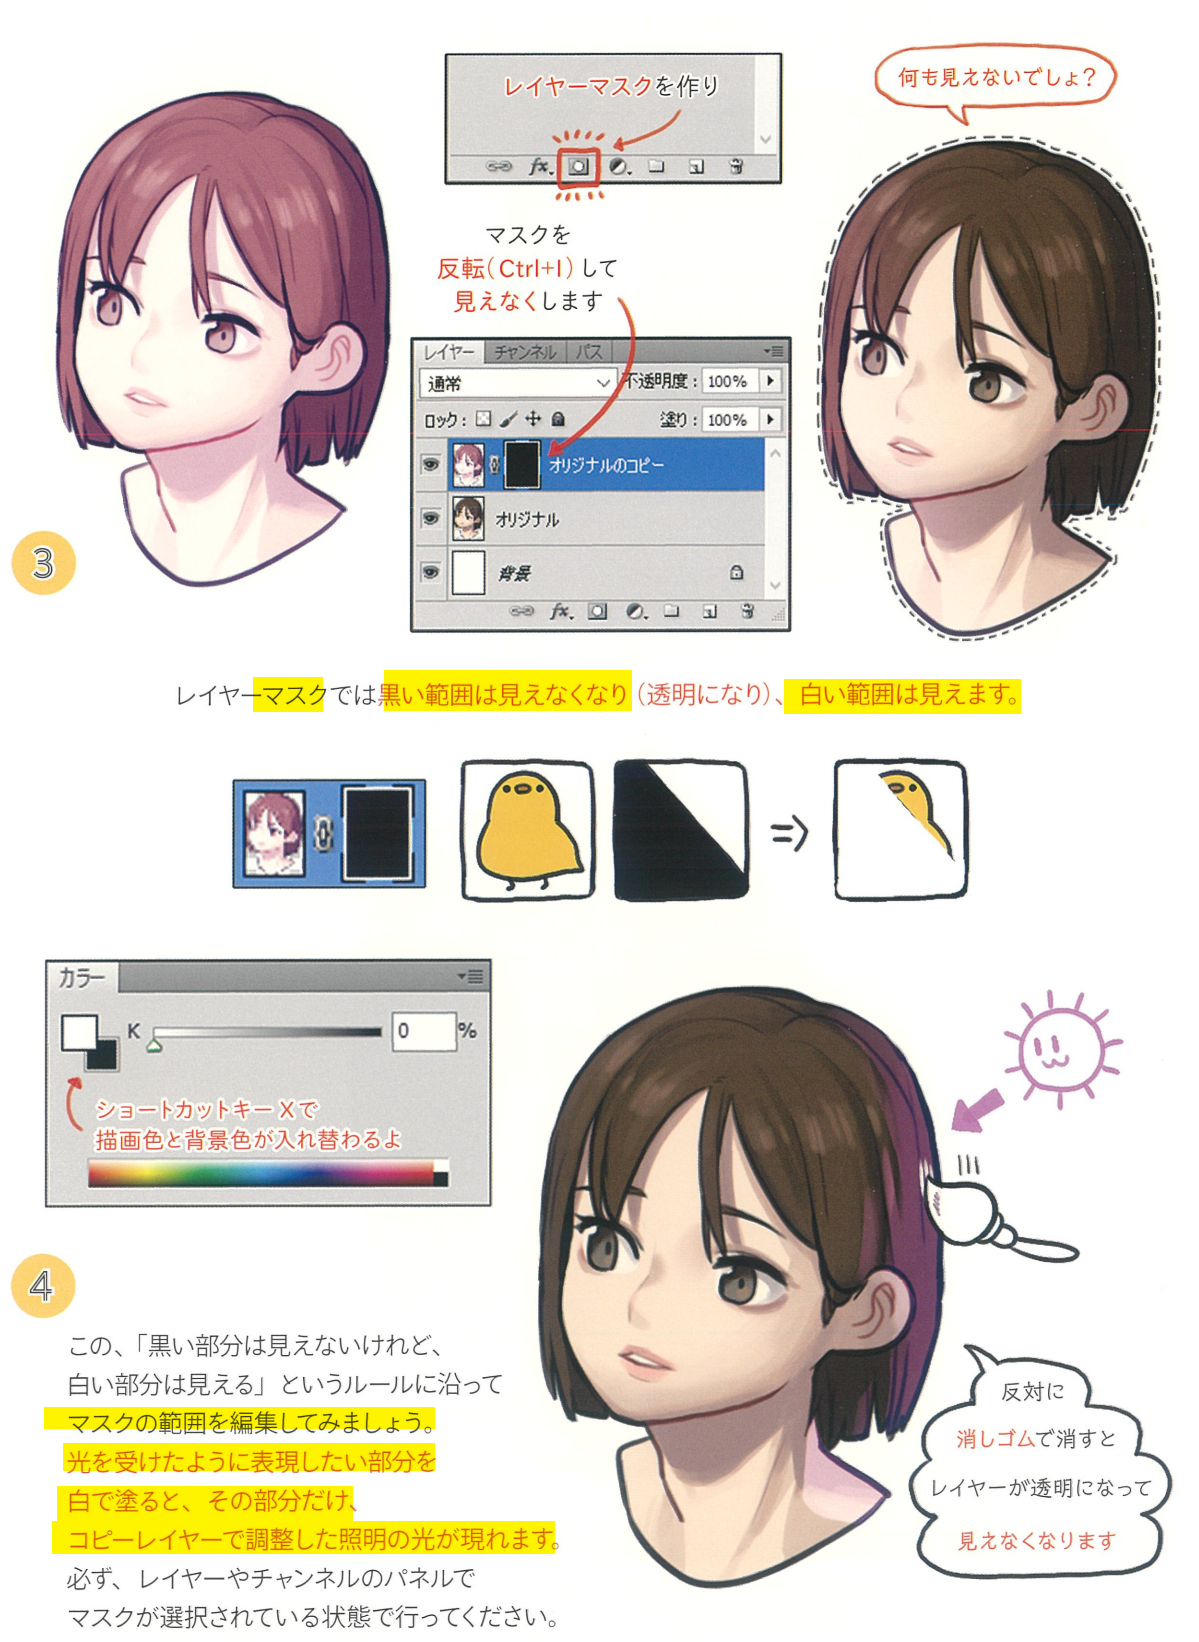 レイヤーマスクを作り
fx.
何も見えないでしょ?
マスクを
反転(Ctrl+I)して
見えなくします
レイヤー チャンネル パス
通常 不透明度: 100%
ロック: 塗り: 100%
オリジナルのコピー
オリジナル
背景
fx.
3
レイヤーマスクでは黒い範囲は見えなくなり(透明になり)、白い範囲は見えます。
カラー
K 0 %
ショートカットキーXで
描画色と背景色が入れ替わるよ
4
この、「黒い部分は見えないけれど、
白い部分は見える」というルールに沿って
マスクの範囲を編集してみましょう。
光を受けたように表現したい部分を
白で塗ると、その部分だけ、
コピーレイヤーで調整した照明の光が現れます。
必ず、レイヤーやチャンネルのパネルで
マスクが選択されている状態で行ってください。
反対に
消しゴムで消すと
レイヤーが透明になって
見えなくなります